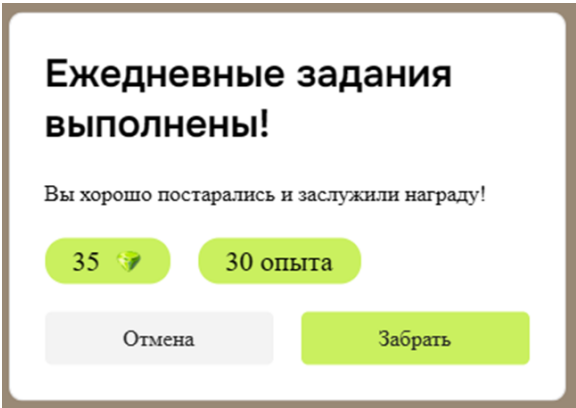 Ежедневные задания
выполнены!
Вы хорошо постарались и заслужили награду!
35
30 опыта
Отмена
Забрать